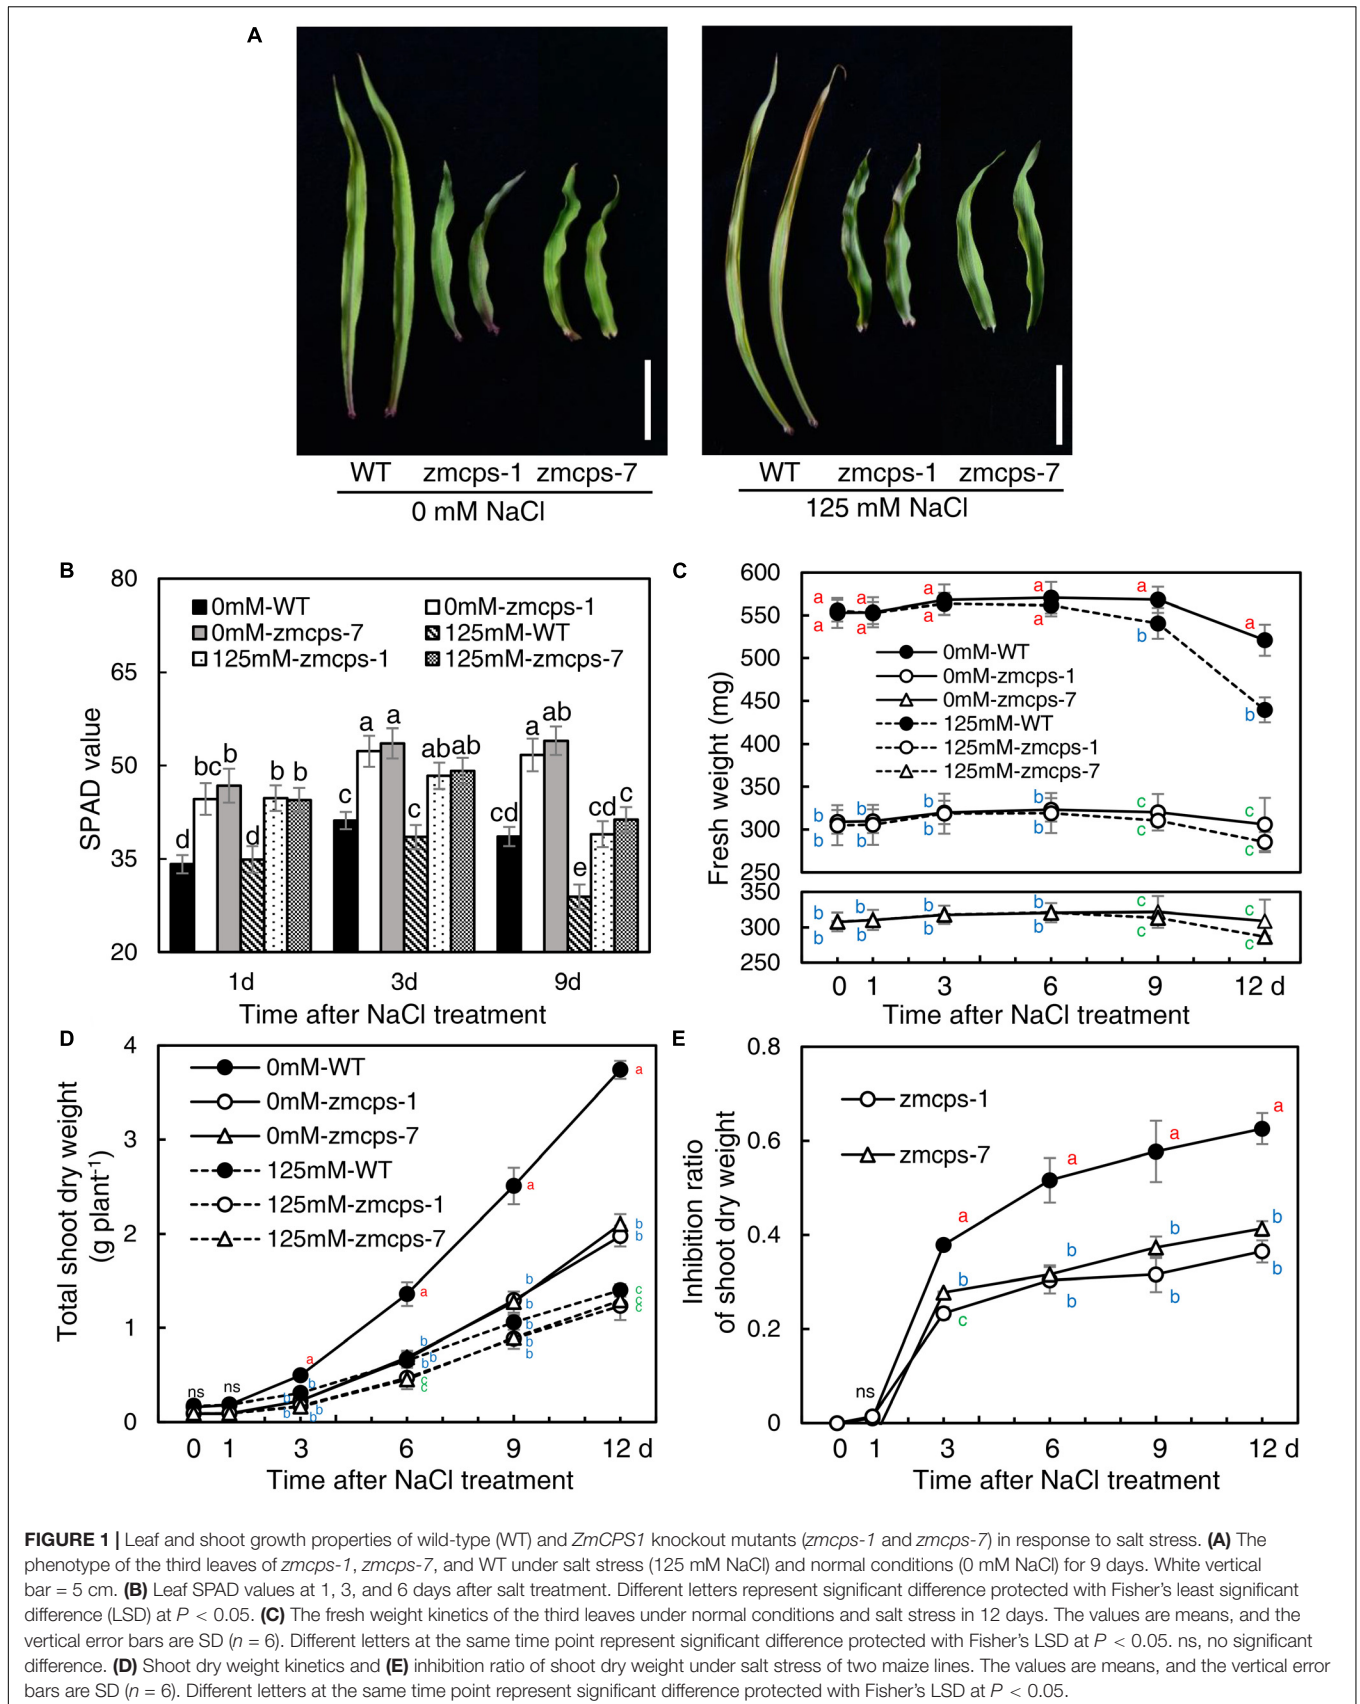 A
WT zmcps-1 zmcps-7
0 mM NaCl
WT zmcps-1 zmcps-7
125 mM NaCl
B
80
65
50
35
20
SPAD value
0mM-WT 0mM-zmcps-1
0mM-zmcps-7 125mM-WT
125mM-zmcps-1 125mM-zmcps-7
d bc b d b b
c a a c ab ab
cd a ab e cd c
1d 3d 9d
Time after NaCl treatment
C
600
550
500
450
400
350
300
250
350
300
250
Fresh weight (mg)
a a a a a a
a a a a b b
0mM-WT
0mM-zmcps-1
0mM-zmcps-7
125mM-WT
125mM-zmcps-1
125mM-zmcps-7
b b b b c c
b b b b c c
b b b b c c
b b b b c c
0 1 3 6 9 12 d
Time after NaCl treatment
D
4
3
2
1
0
Total shoot dry weight
(g plant-1)
0mM-WT
0mM-zmcps-1
0mM-zmcps-7
125mM-WT
125mM-zmcps-1
125mM-zmcps-7
ns ns
a b b b b b
a b b b c c
a b b b b b
a b b c c c
0 1 3 6 9 12 d
Time after NaCl treatment
E
0.8
0.6
0.4
0.2
0
Inhibition ratio
of shoot dry weight
zmcps-1
zmcps-7
ns
a a a a
b b b b
c b b b
0 1 3 6 9 12 d
Time after NaCl treatment
FIGURE 1 | Leaf and shoot growth properties of wild-type (WT) and ZmCPS1 knockout mutants (zmcps-1 and zmcps-7) in response to salt stress. (A) The
phenotype of the third leaves of zmcps-1, zmcps-7, and WT under salt stress (125 mM NaCl) and normal conditions (0 mM NaCl) for 9 days. White vertical
bar = 5 cm. (B) Leaf SPAD values at 1, 3, and 6 days after salt treatment. Different letters represent significant difference protected with Fisher's least significant
difference (LSD) at P < 0.05. (C) The fresh weight kinetics of the third leaves under normal conditions and salt stress in 12 days. The values are means, and the
vertical error bars are SD (n = 6). Different letters at the same time point represent significant difference protected with Fisher's LSD at P < 0.05. ns, no significant
difference. (D) Shoot dry weight kinetics and (E) inhibition ratio of shoot dry weight under salt stress of two maize lines. The values are means, and the vertical error
bars are SD (n = 6). Different letters at the same time point represent significant difference protected with Fisher's LSD at P < 0.05.